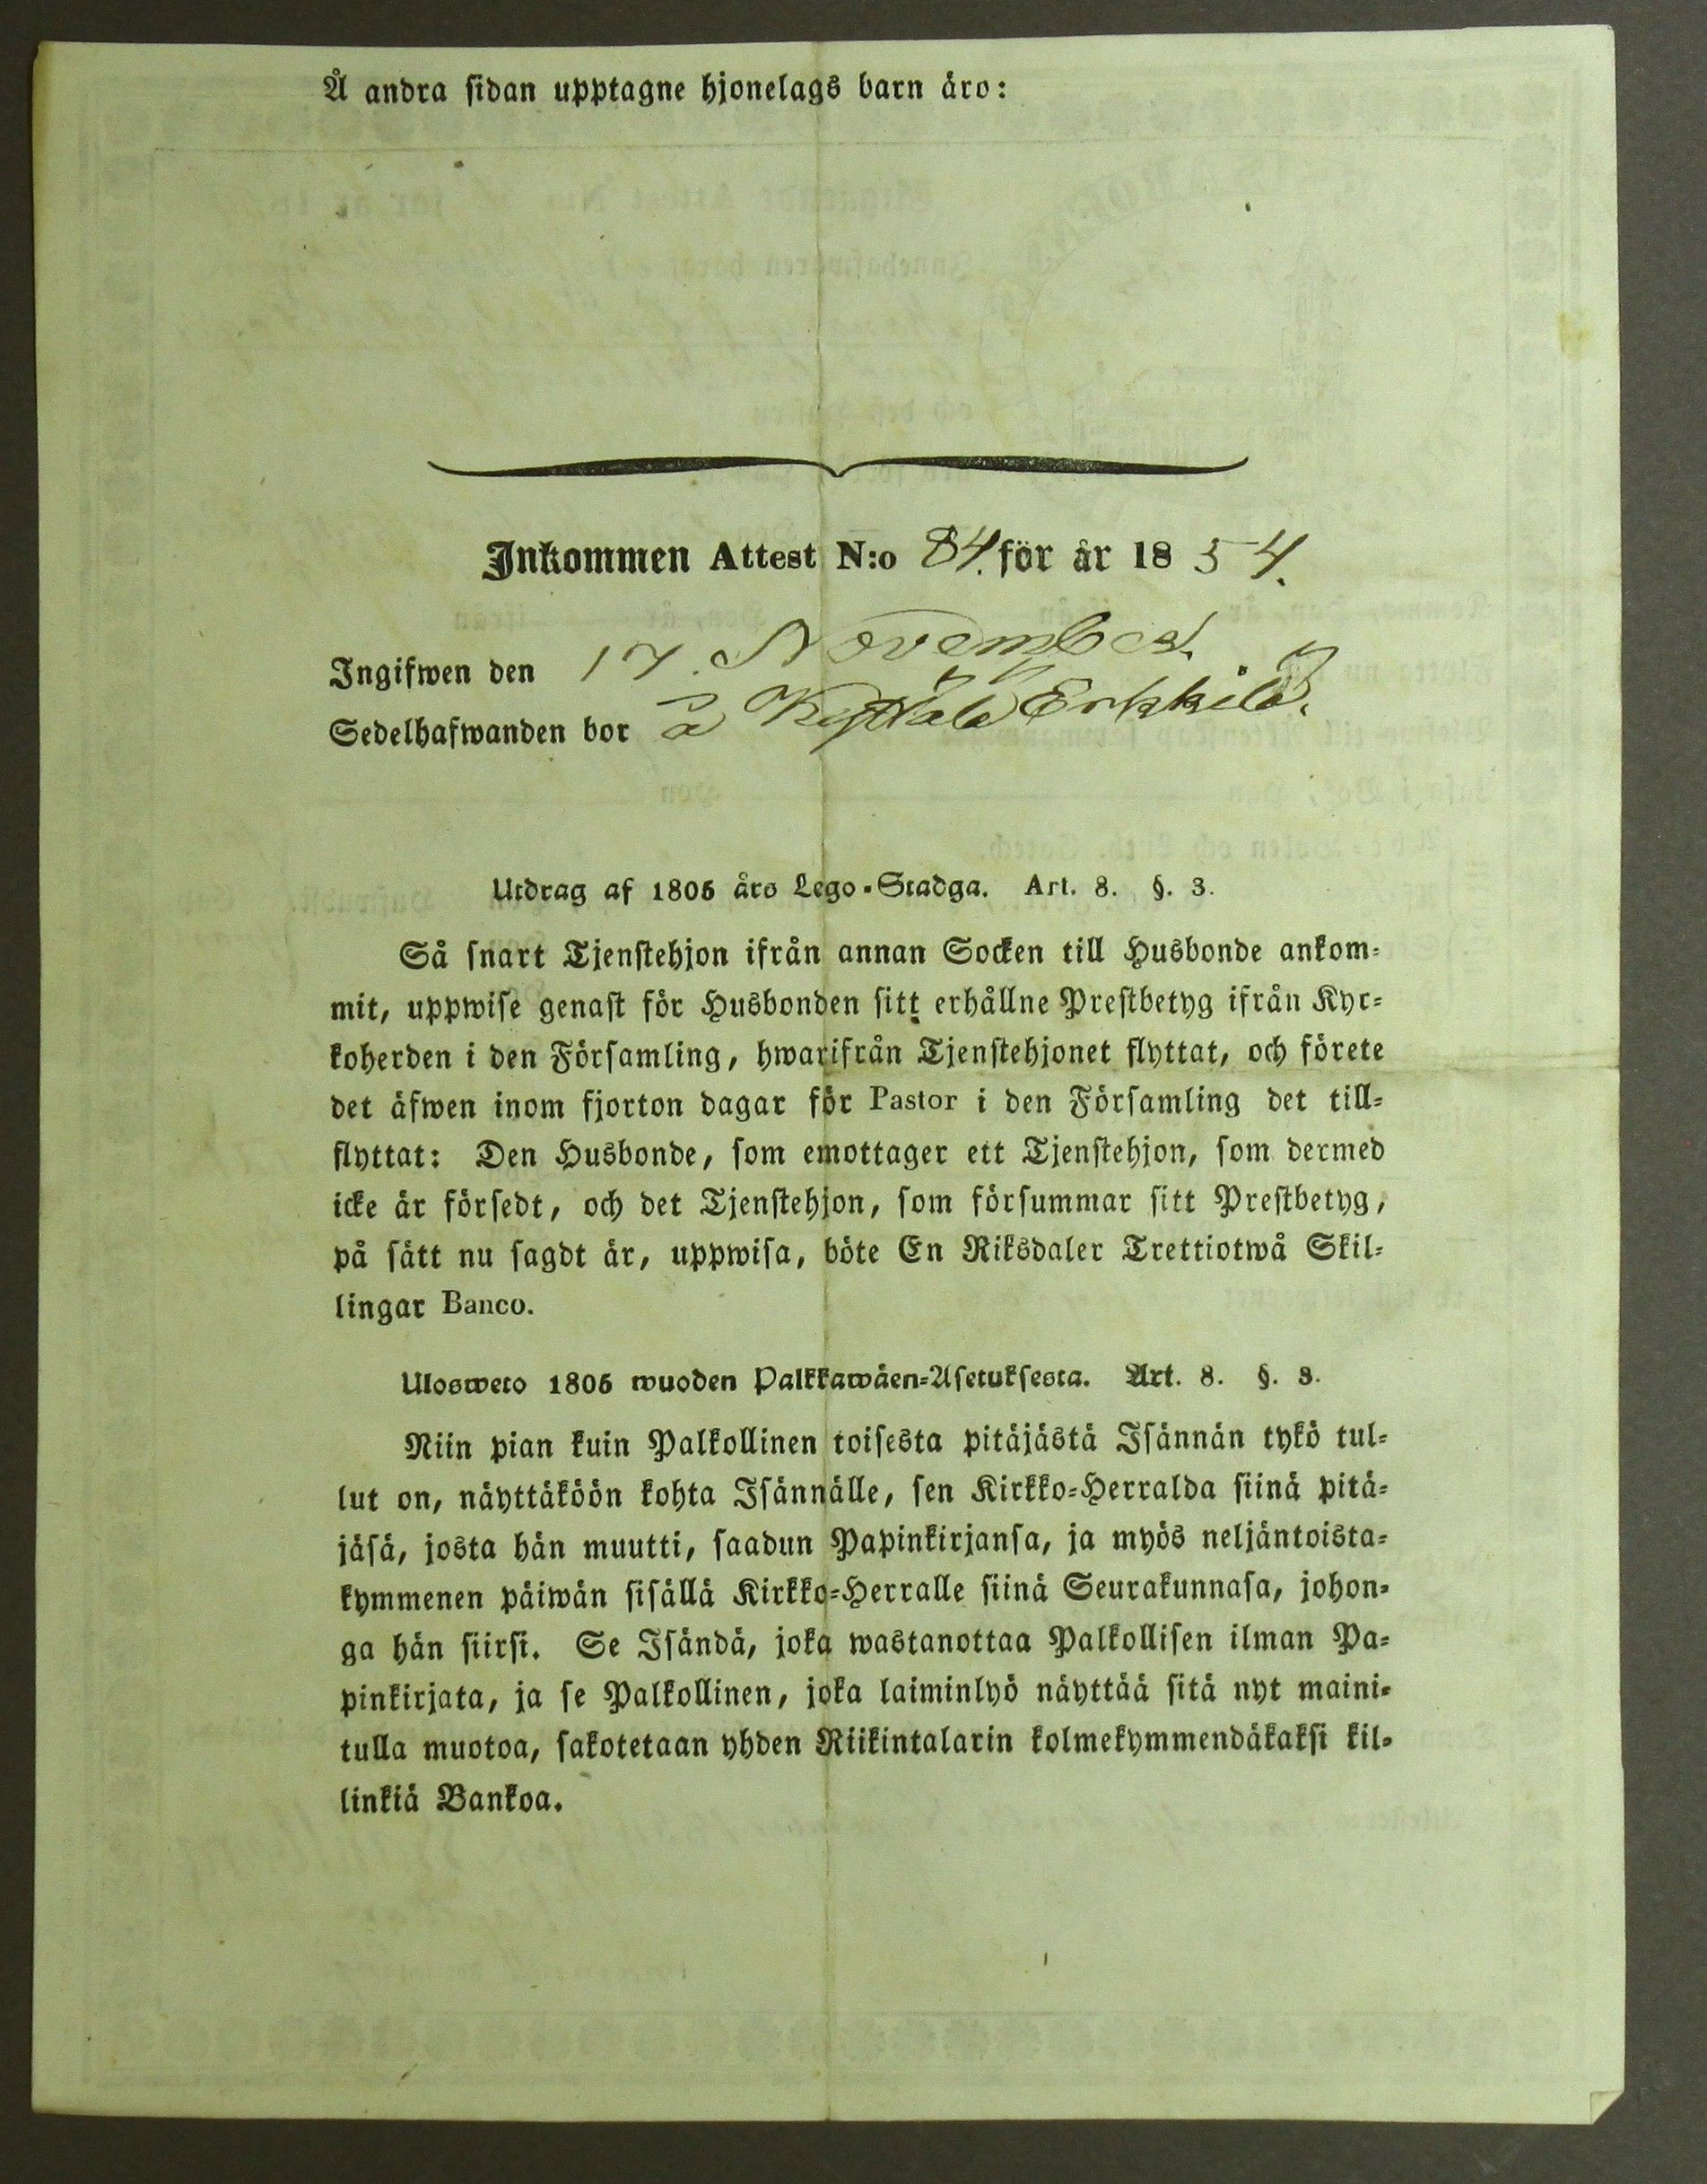 Å andra sidan upptagne hjonelags barn äro:
Inkommen Attest N:o 84. för år 1854.
Ingifwen den 17. November.
Sedelhafwanden bor å Erkkilä.
Utdrag af 1805 års Lego-Stadga. Art. 8. §. 3.
Så snart Tjenstehjon ifrån annan Socken till Husbonde ankom-
mit, uppwise genast för Husbonden sitt erhållne Prestbetyg ifrån Kyr-
koherden i den Församling, hwarifrån Tjenstehjonet flyttat, och förete
det äfwen inom fjorton dagar för Pastor i den Församling det till-
flyttat: Den Husbonde, som emottager ett Tjenstehjon, som dermed
icke är försedt, och det Tjenstehjon, som försummar sitt Prestbetyg,
på sätt nu sagdt är, uppwisa, böte En Riksdaler Trettiotwå Skil-
lingar Banco.
Ulosweto 1805 wuoden Palkkawäen-Asetuksesta. Art. 8. §. 3.
Niin pian kuin Palkollinen toisesta pitäjästä Isännän tykö tul-
lut on, näyttäköön kohta Isännälle, sen Kirkko-Herralda siinä pitä-
jäsä, josta hän muutti, saadun Papinkirjansa, ja myös neljäntoista-
kymmenen päiwän sisällä Kirkko-Herralle siinä Seurakunnasa, johon-
ga hän siirsi. Se Isändä, joka wastanottaa Palkollisen ilman Pa-
pinkirjata, ja se Palkollinen, joka laiminlyö näyttää sitä nyt maini-
tulla muotoa, sakotetaan yhden Riikintalarin kolmekymmendäkaksi kil-
linkiä Bankoa.